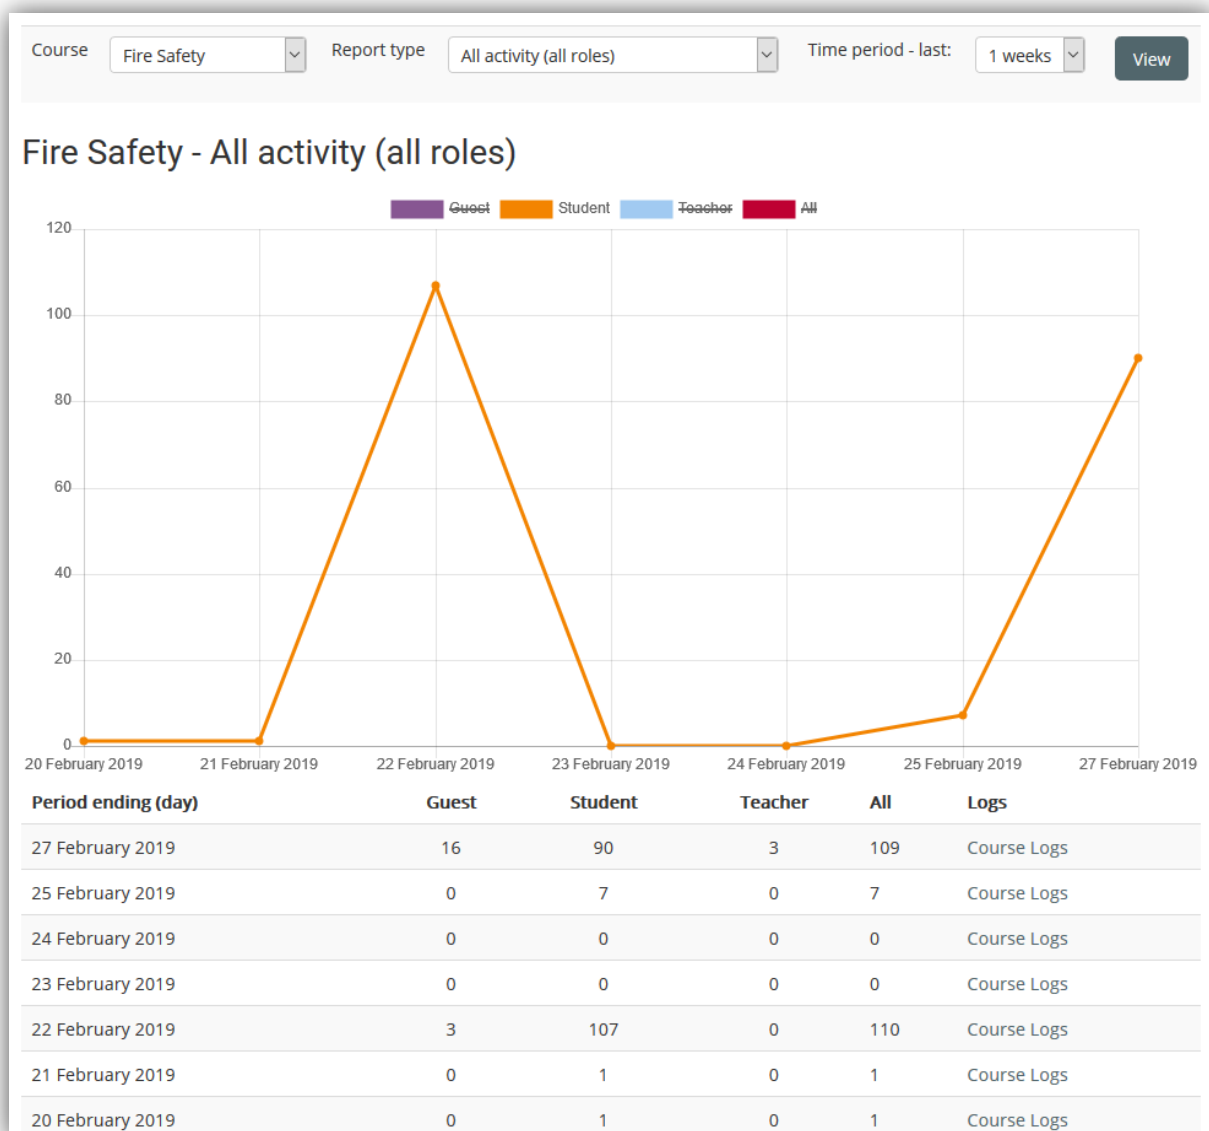 Course Fire Safety Report type All activity (all roles) Time period - last: 1 weeks View
Fire Safety - All activity (all roles)
Guest Student Teacher All
120
100
80
60
40
20
0
20 February 2019 21 February 2019 22 February 2019 23 February 2019 24 February 2019 25 February 2019 27 February 2019
Period ending (day) Guest Student Teacher All Logs
27 February 2019 16 90 3 109 Course Logs
25 February 2019 0 7 0 7 Course Logs
24 February 2019 0 0 0 0 Course Logs
23 February 2019 0 0 0 0 Course Logs
22 February 2019 3 107 0 110 Course Logs
21 February 2019 0 1 0 1 Course Logs
20 February 2019 0 1 0 1 Course Logs